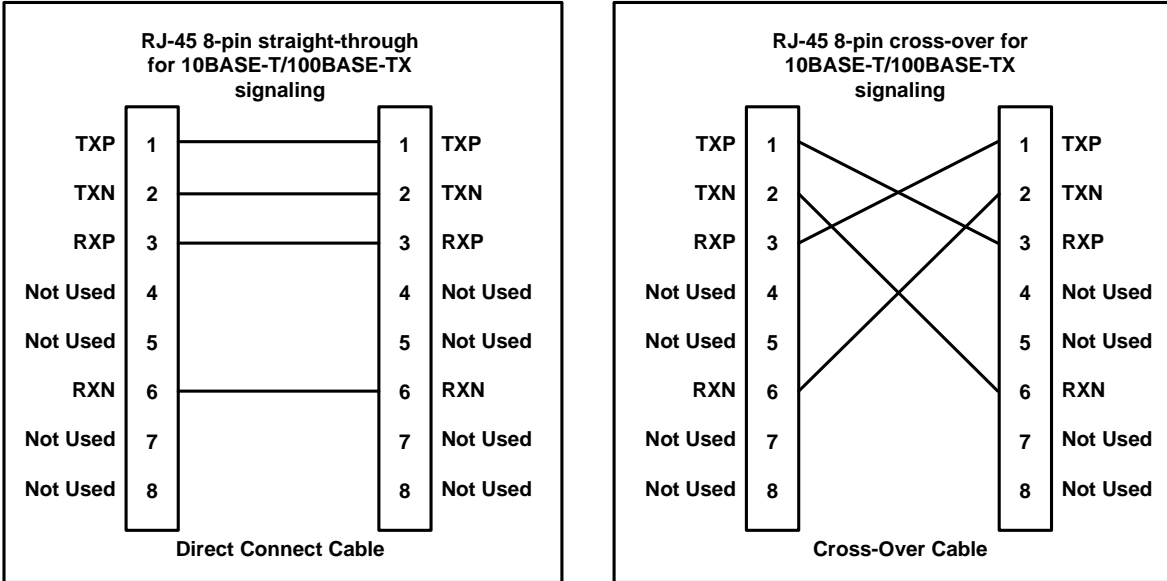 RJ-45 8-pin straight-through
for 10BASE-T/100BASE-TX
signaling
TXP 1 1 TXP
TXN 2 2 TXN
RXP 3 3 RXP
Not Used 4 4 Not Used
Not Used 5 5 Not Used
RXN 6 6 RXN
Not Used 7 7 Not Used
Not Used 8 8 Not Used
Direct Connect Cable
RJ-45 8-pin cross-over for
10BASE-T/100BASE-TX
signaling
TXP 1 1 TXP
TXN 2 2 TXN
RXP 3 3 RXP
Not Used 4 4 Not Used
Not Used 5 5 Not Used
RXN 6 6 RXN
Not Used 7 7 Not Used
Not Used 8 8 Not Used
Cross-Over Cable